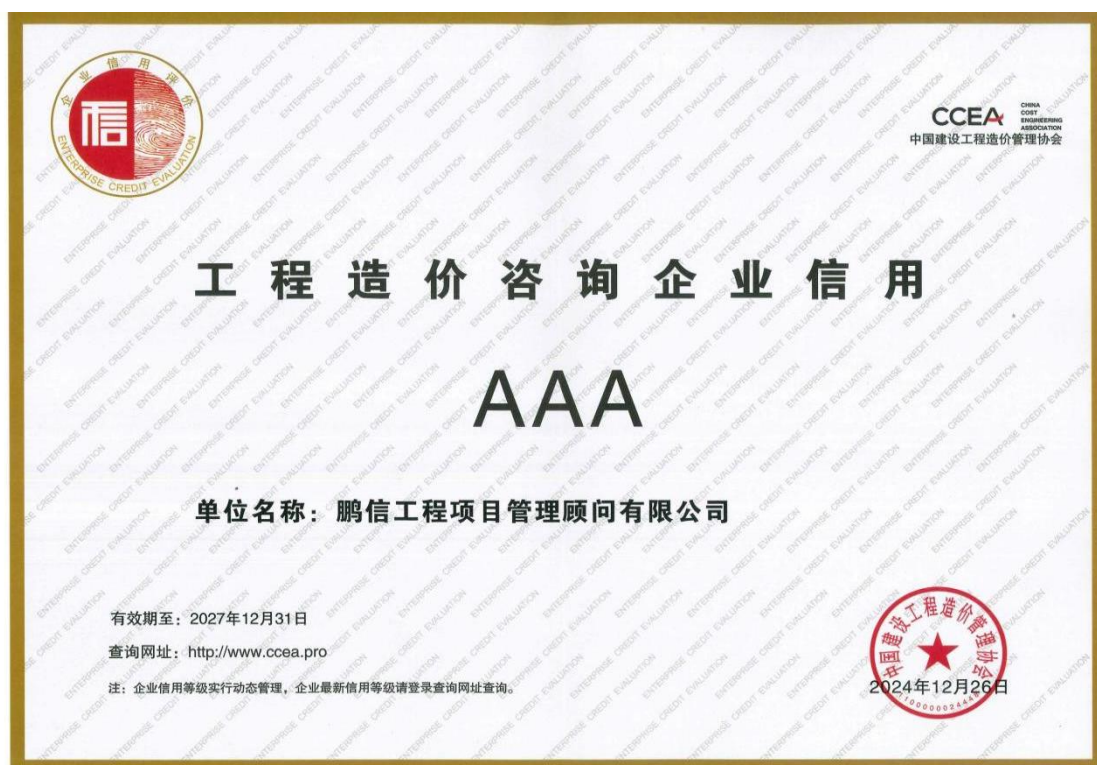 企业信用评价
信
ENTERPRISE CREDIT EVALUATION
CCEA
CHINA
COST
ENGINEERING
ASSOCIATION
中国建设工程造价管理协会
工程造价咨询企业信用
AAA
单位名称：鹏信工程项目管理顾问有限公司
有效期至：2027年12月31日
查询网址：http://www.ccea.pro
注：企业信用等级实行动态管理，企业最新信用等级请登录查询网址查询。
中国建设工程造价管理协会
2024年12月26日